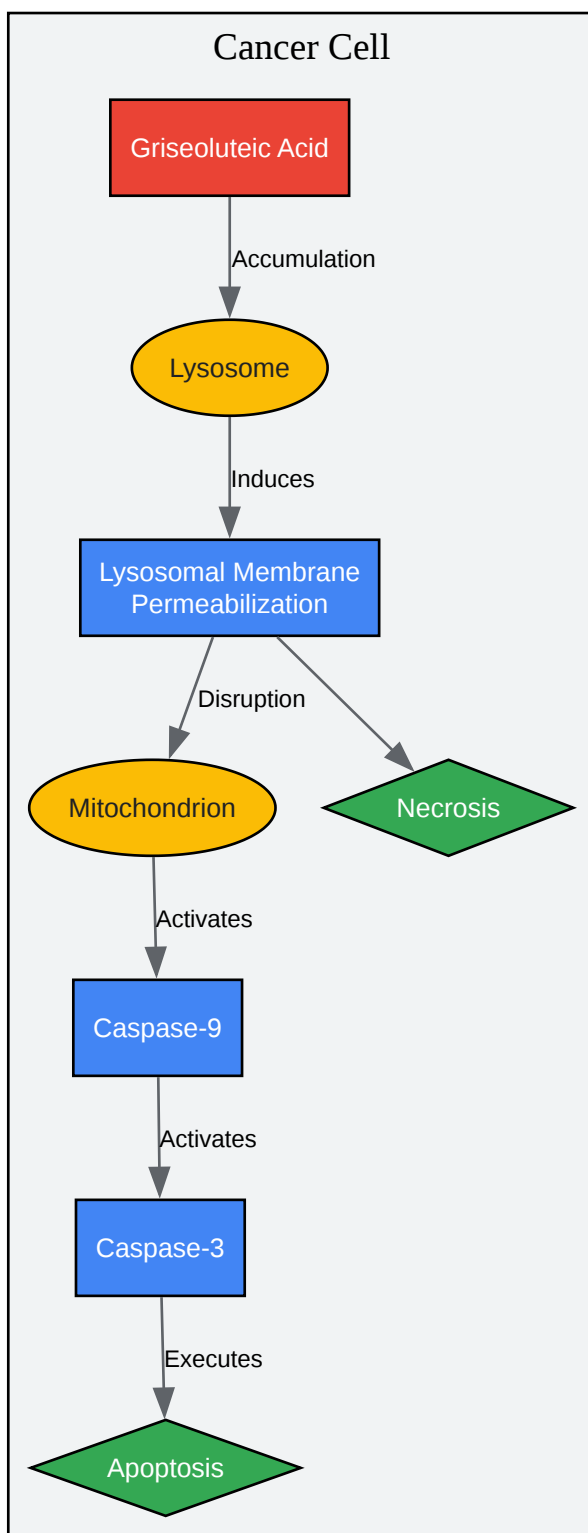 Cancer Cell
Griseoluteic Acid
Accumulation
Lysosome
Induces
Lysosomal Membrane
Permeabilization
Disruption
Mitochondrion
Necrosis
Activates
Caspase-9
Activates
Caspase-3
Executes
Apoptosis